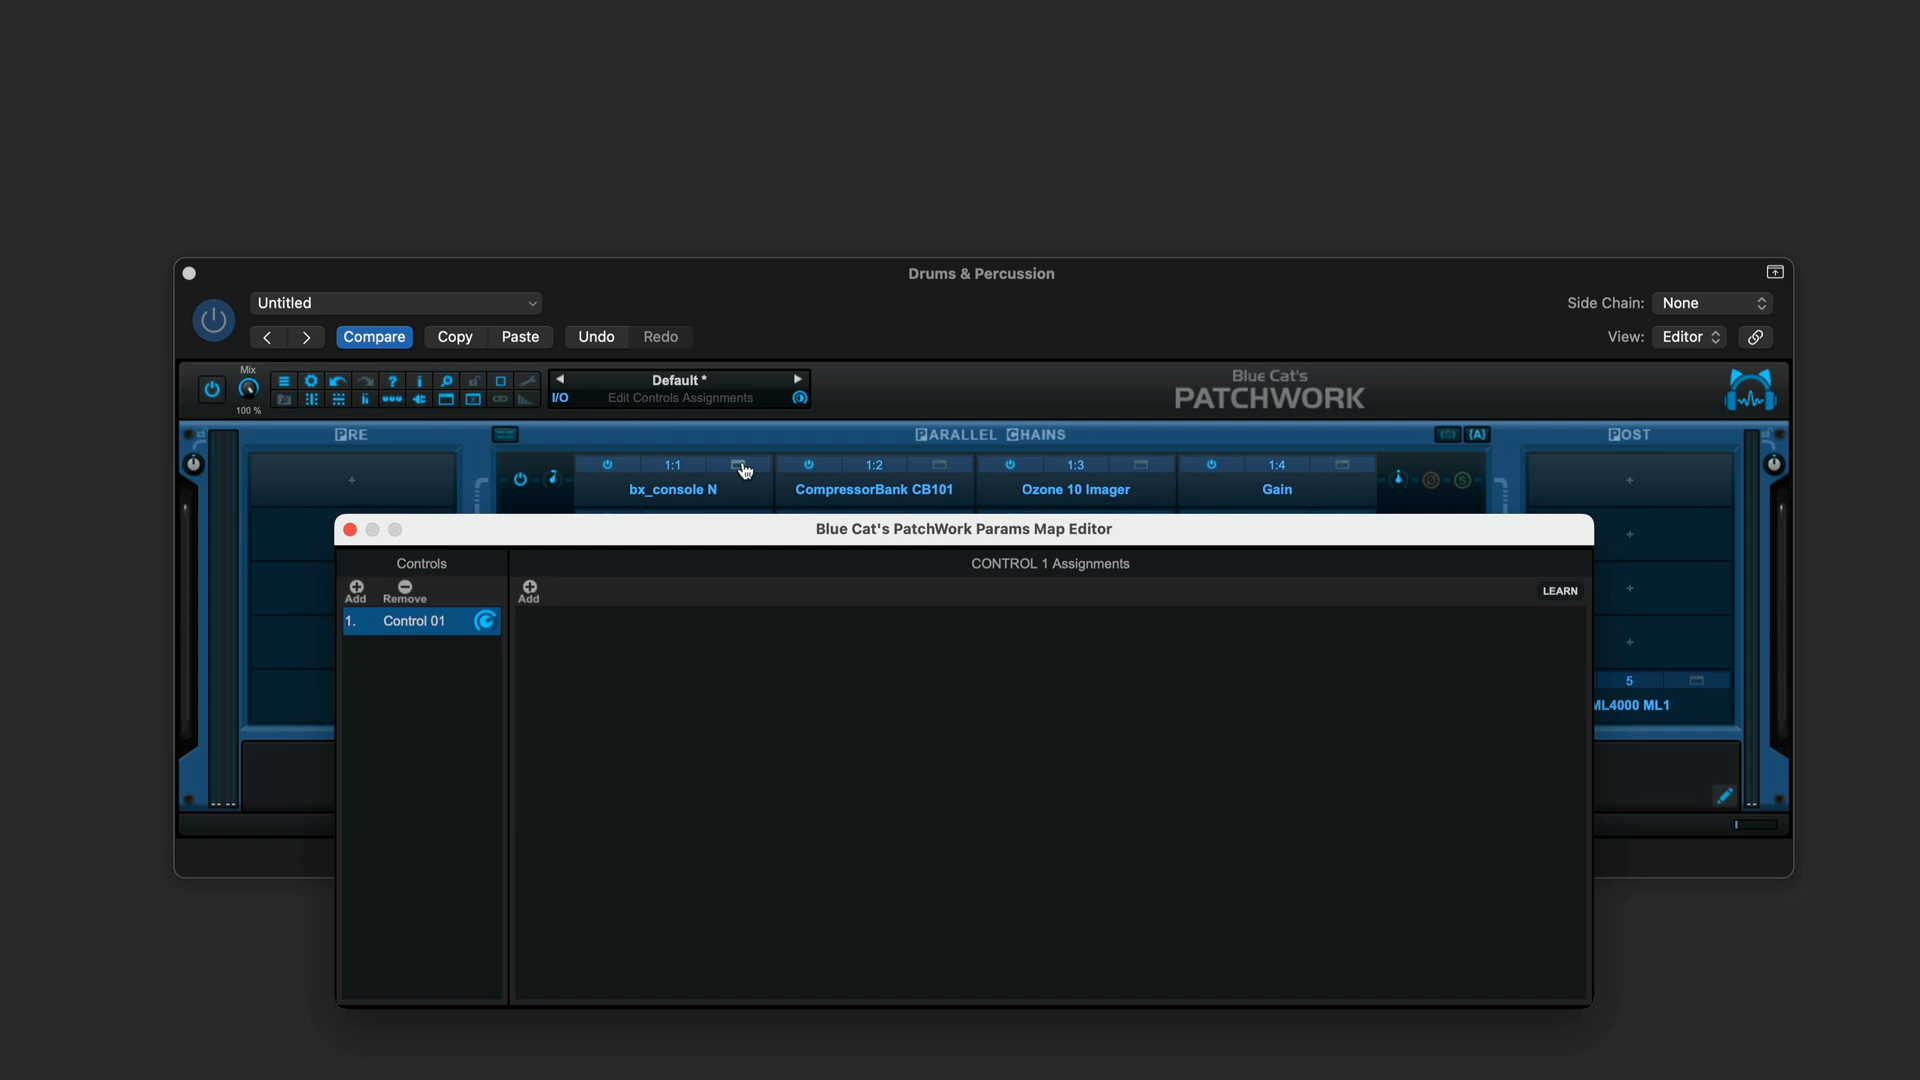 Drums & Percussion
Untitled
Side Chain: None
Compare Copy Paste Undo Redo
View: Editor
Mix
100 %
Default *
I/O Edit Controls Assignments
Blue Cat's
PATCHWORK
PRE
PARALLEL CHAINS
{S} {A}
POST
1:1 1:2 1:3 1:4
bx_console N CompressorBank CB101 Ozone 10 Imager Gain
Blue Cat's PatchWork Params Map Editor
Controls
CONTROL 1 Assignments
Add Remove Add
LEARN
1. Control 01
5
ML4000 ML1